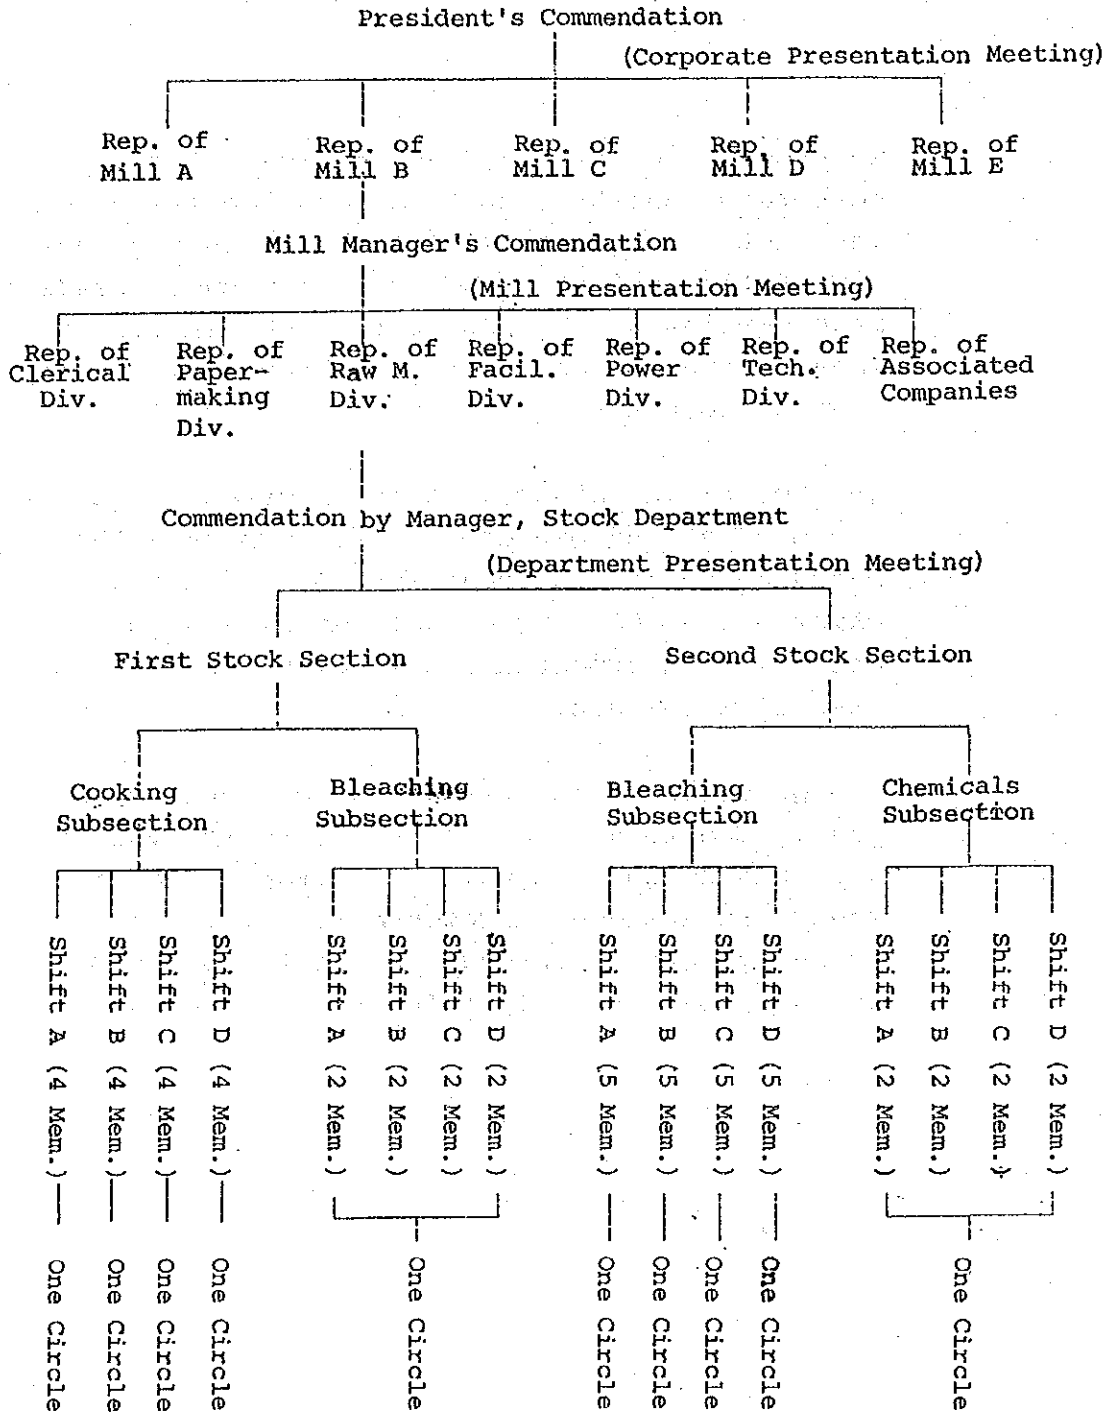 President's Commendation
(Corporate Presentation Meeting)
Rep. of
Mill A
Rep. of
Mill B
Rep. of
Mill C
Rep. of
Mill D
Rep. of
Mill E
Mill Manager's Commendation
(Mill Presentation Meeting)
Rep. of
Clerical
Div.
Rep. of
Paper-
making
Div.
Rep. of
Raw M.
Div.
Rep. of
Facil.
Div.
Rep. of
Power
Div.
Rep. of
Tech.
Div.
Rep. of
Associated
Companies
Commendation by Manager, Stock Department
(Department Presentation Meeting)
First Stock Section
Second Stock Section
Cooking
Subsection
Bleaching
Subsection
Bleaching
Subsection
Chemicals
Subsection
Shift A (4 Mem.)
Shift B (4 Mem.)
Shift C (4 Mem.)
Shift D (4 Mem.)
Shift A (2 Mem.)
Shift B (2 Mem.)
Shift C (2 Mem.)
Shift D (2 Mem.)
Shift A (5 Mem.)
Shift B (5 Mem.)
Shift C (5 Mem.)
Shift D (5 Mem.)
Shift A (2 Mem.)
Shift B (2 Mem.)
Shift C (2 Mem.)
Shift D (2 Mem.)
One Circle
One Circle
One Circle
One Circle
One Circle
One Circle
One Circle
One Circle
One Circle
One Circle